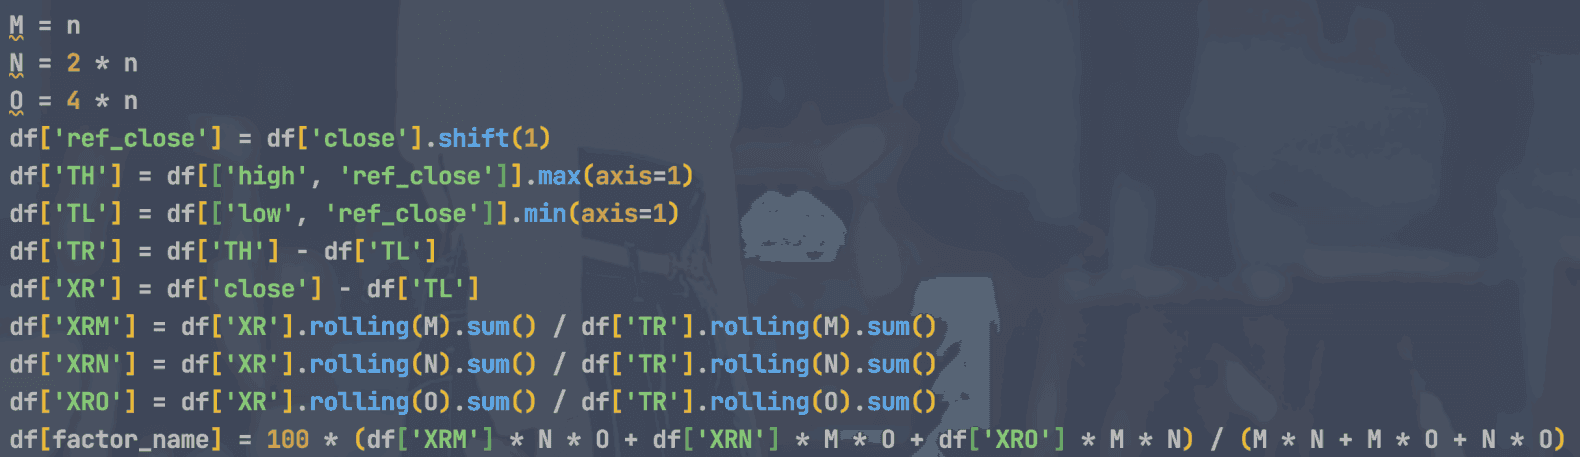 M = n
N = 2 * n
O = 4 * n
df['ref_close'] = df['close'].shift(1)
df['TH'] = df[['high', 'ref_close']].max(axis=1)
df['TL'] = df[['low', 'ref_close']].min(axis=1)
df['TR'] = df['TH'] - df['TL']
df['XR'] = df['close'] - df['TL']
df['XRM'] = df['XR'].rolling(M).sum() / df['TR'].rolling(M).sum()
df['XRN'] = df['XR'].rolling(N).sum() / df['TR'].rolling(N).sum()
df['XRO'] = df['XR'].rolling(O).sum() / df['TR'].rolling(O).sum()
df[factor_name] = 100 * (df['XRM'] * N * O + df['XRN'] * M * O + df['XRO'] * M * N) / (M * N + M * O + N * O)